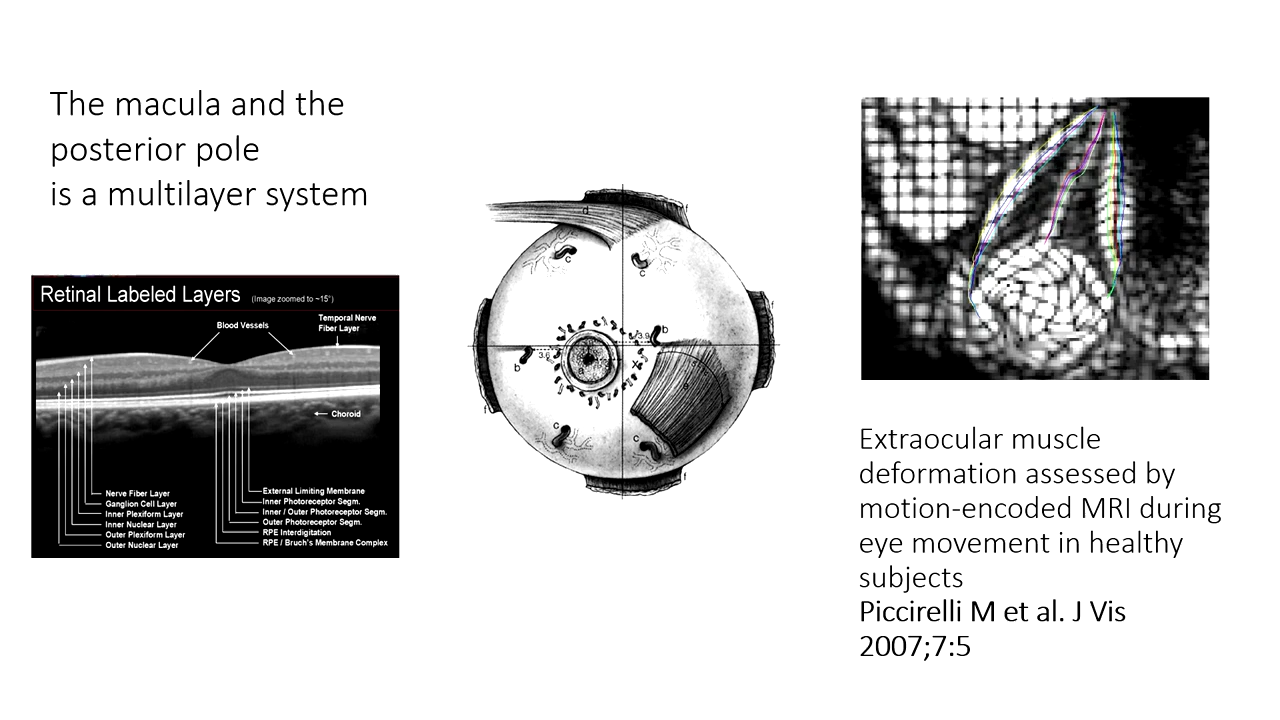 The macula and the
posterior pole
is a multilayer system
Retinal Labeled Layers (Image zoomed to ~15°)
Blood Vessels
Temporal Nerve
Fiber Layer
Choroid
Nerve Fiber Layer
Ganglion Cell Layer
Inner Plexiform Layer
Inner Nuclear Layer
Outer Plexiform Layer
Outer Nuclear Layer
External Limiting Membrane
Inner Photoreceptor Segm.
Inner / Outer Photoreceptor Segm.
Outer Photoreceptor Segm.
RPE Interdigitation
RPE / Bruch's Membrane Complex
d
f
c
c
f
b
3.9
3.6
b
a
e
c
c
f
f
Extraocular muscle
deformation assessed by
motion-encoded MRI during
eye movement in healthy
subjects
Piccirelli M et al. J Vis
2007;7:5